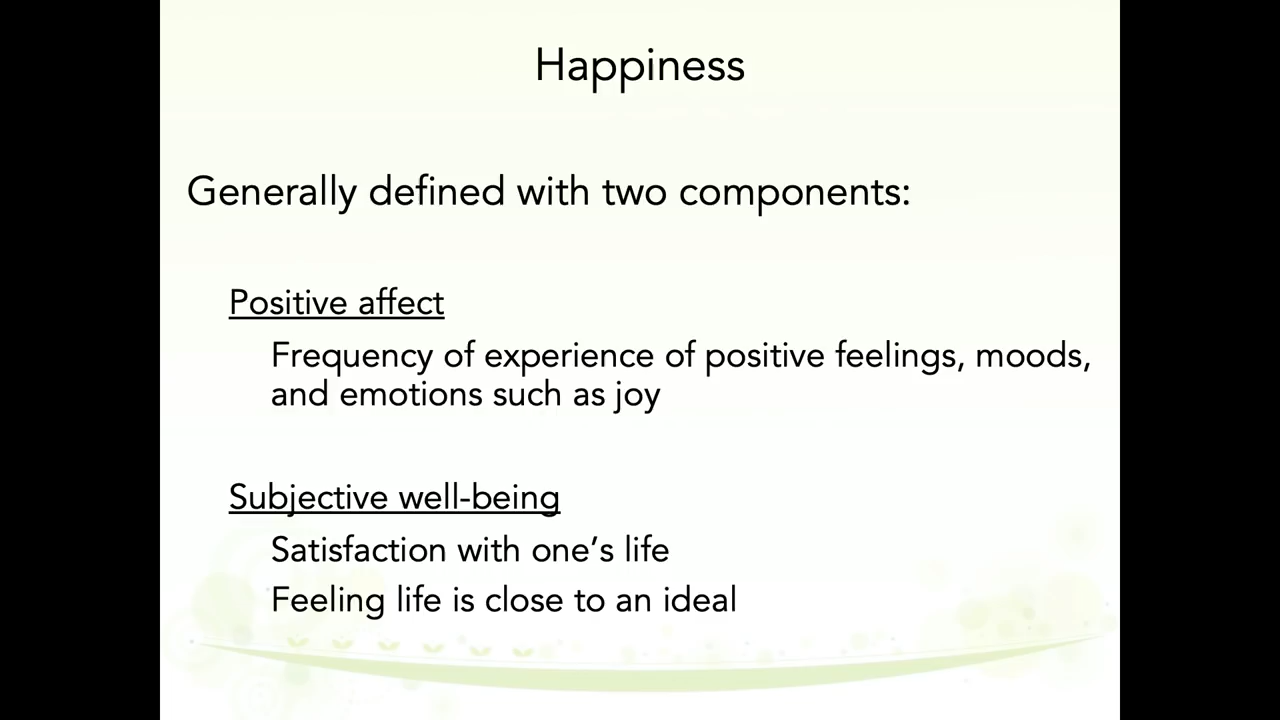 Happiness
Generally defined with two components:
Positive affect
Frequency of experience of positive feelings, moods,
and emotions such as joy
Subjective well-being
Satisfaction with one’s life
Feeling life is close to an ideal